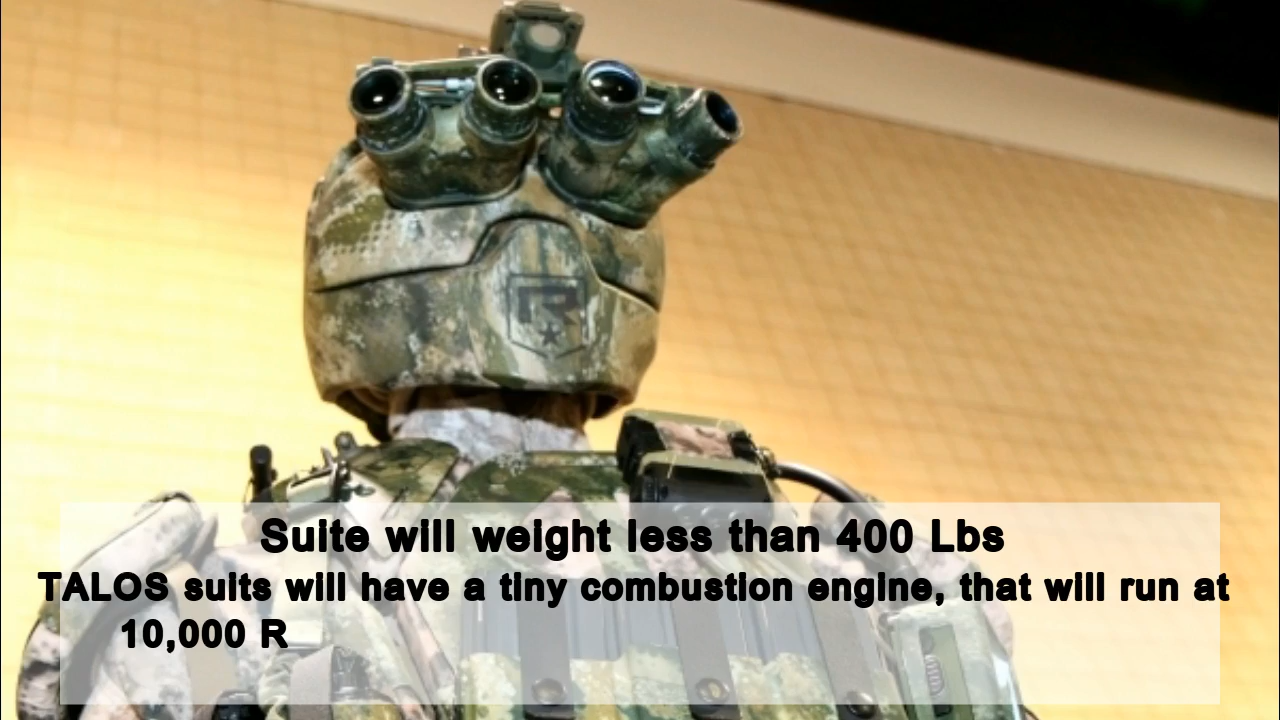 R
Suite will weight less than 400 Lbs
TALOS suits will have a tiny combustion engine, that will run at
10,000 R